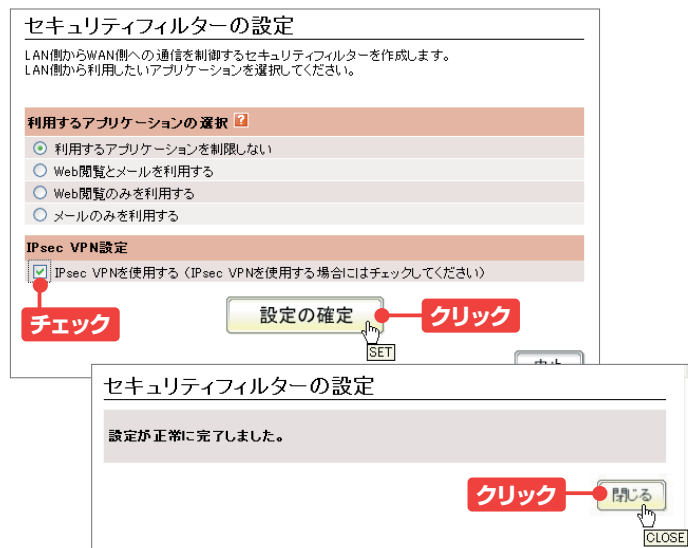 セキュリティフィルターの設定
LAN側からWAN側への通信を制御するセキュリティフィルターを作成します。
LAN側から利用したいアプリケーションを選択してください。
利用するアプリケーションの選択 ?
利用するアプリケーションを制限しない
Web閲覧とメールを利用する
Web閲覧のみを利用する
メールのみを利用する
IPsec VPN設定
IPsec VPNを使用する（IPsec VPNを使用する場合にはチェックしてください）
チェック
設定の確定
クリック
SET
セキュリティフィルターの設定
設定が正常に完了しました。
クリック
閉じる
CLOSE